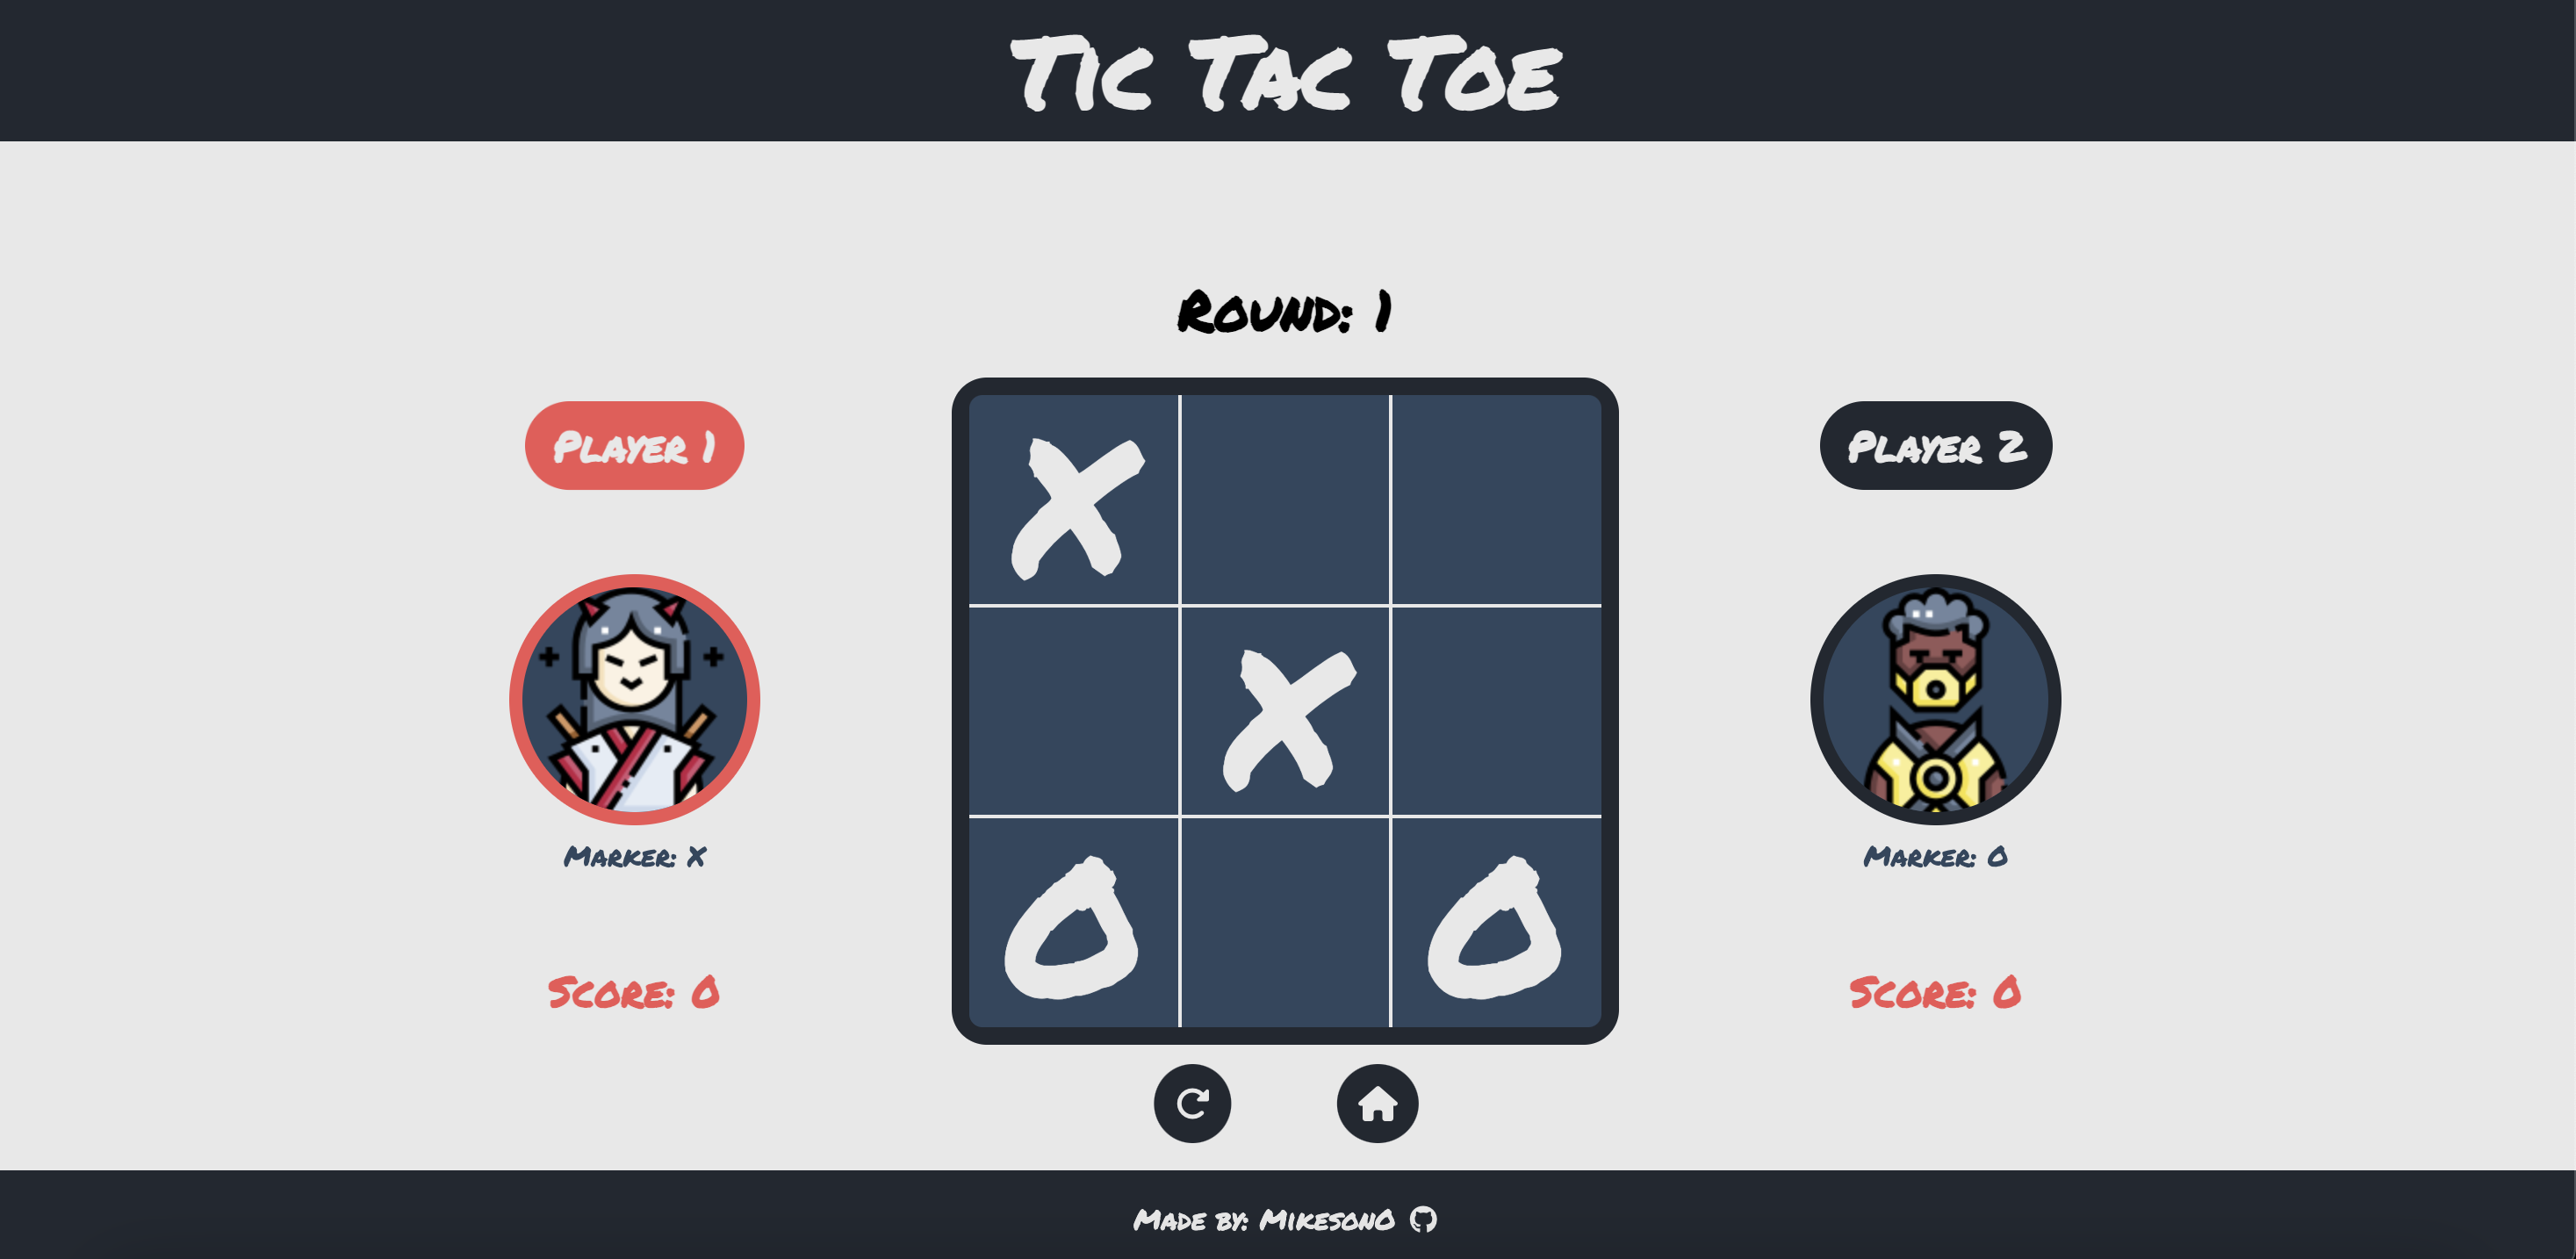 Tic Tac Toe
Round: 1
Player 1
Player 2
X
X
Marker: X
Marker: O
O
O
Score: 0
Score: 0
Made by: Mikeson0